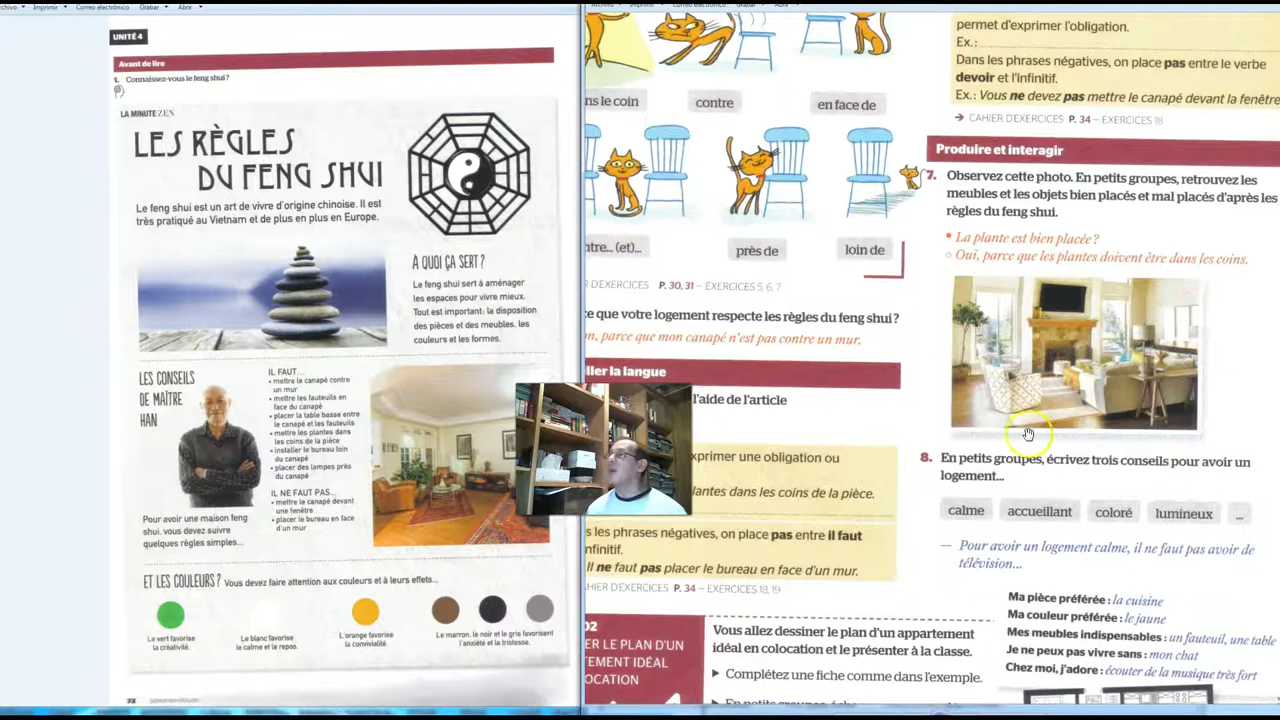 Imprimir
Correo electrónico
Grabar
Abrir
UNITÉ 4
Avant de lire
1. Connaissez-vous le feng shui?
LA MINUTE ZEN
LES RÈGLES
DU FENG SHUI
Le feng shui est un art de vivre d'origine chinoise. Il est
très pratiqué au Vietnam et de plus en plus en Europe.
À QUOI ÇA SERT ?
Le feng shui sert à aménager
les espaces pour vivre mieux.
Tout est important: la disposition
des pièces et des meubles, les
couleurs et les formes.
LES CONSEILS
DE MAÎTRE
HAN
Pour avoir une maison feng
shui, vous devez suivre
quelques règles simples...
IL FAUT...
• mettre le canapé contre
un mur
• mettre les fauteuils en
face du canapé
• placer la table basse entre
le canapé et les fauteuils
• mettre les plantes dans
les coins de la pièce
• installer le bureau loin
du canapé
• placer des lampes près
du canapé
IL NE FAUT PAS...
• mettre le canapé devant
une fenêtre
• placer le bureau en face
d'un mur
ET LES COULEURS ? Vous devez faire attention aux couleurs et à leurs effets...
Le vert favorise
la créativité.
Le blanc favorise
le calme et le repos.
L'orange favorise
la convivialité.
Le marron, le noir et le gris favorisent
l'anxiété et la tristesse.
72
ns le coin
contre
en face de
ntre... (et)...
près de
loin de
D'EXERCICES P. 30, 31 – EXERCICES 5, 6, 7
ce que votre logement respecte les règles du feng shui ?
on, parce que mon canapé n'est pas contre un mur.
ller la langue
l'aide de l'article
xprimer une obligation ou
lantes dans les coins de la pièce.
s les phrases négatives, on place pas entre il faut
nfinitif.
Il ne faut pas placer le bureau en face d'un mur.
HIER D'EXERCICES P. 34 – EXERCICES 18, 19
02
ER LE PLAN D'UN
TEMENT IDÉAL
OCATION
Vous allez dessiner le plan d'un appartement
idéal en colocation et le présenter à la classe.
Complétez une fiche comme dans l'exemple.
permet d'exprimer l'obligation.
Ex.:
Dans les phrases négatives, on place pas entre le verbe
devoir et l'infinitif.
Ex.: Vous ne devez pas mettre le canapé devant la fenêtre
→ CAHIER D'EXERCICES P. 34 – EXERCICES 18
Produire et interagir
7. Observez cette photo. En petits groupes, retrouvez les
meubles et les objets bien placés et mal placés d'après les
règles du feng shui.
• La plante est bien placée ?
○ Oui, parce que les plantes doivent être dans les coins.
8. En petits groupes, écrivez trois conseils pour avoir un
logement...
calme
accueillant
coloré
lumineux
...
— Pour avoir un logement calme, il ne faut pas avoir de
télévision...
Ma pièce préférée : la cuisine
Ma couleur préférée : le jaune
Mes meubles indispensables : un fauteuil, une table
Je ne peux pas vivre sans : mon chat
Chez moi, j'adore : écouter de la musique très fort